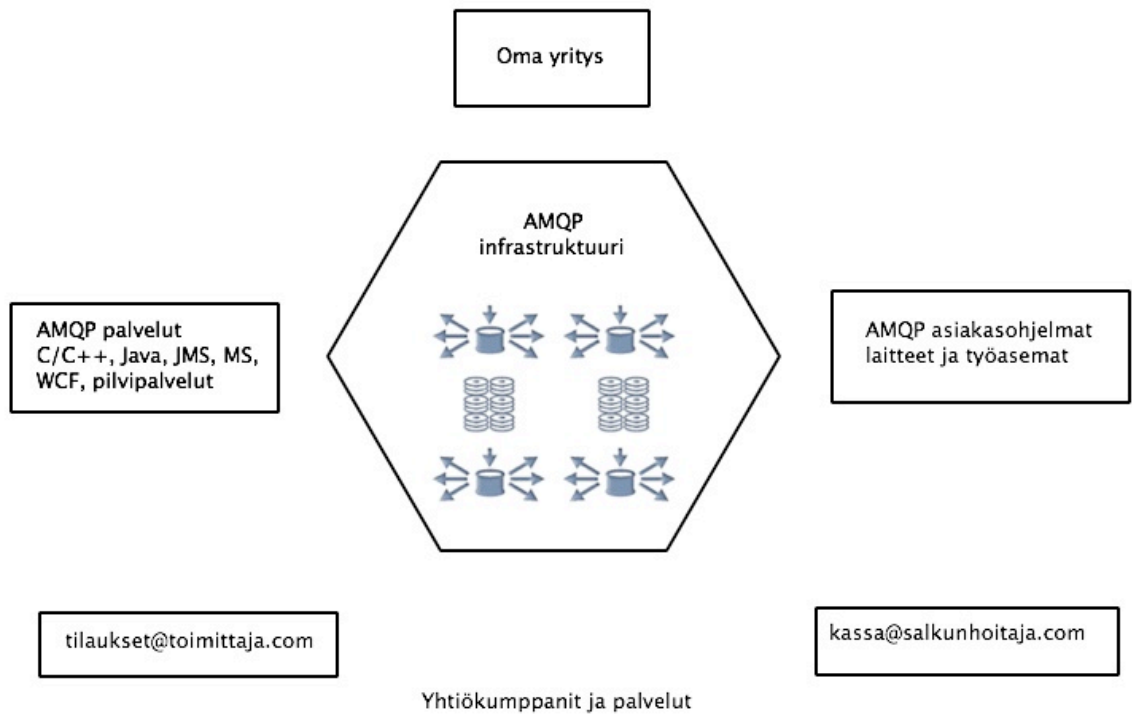 Oma yritys
AMQP
infrastruktuuri
AMQP palvelut
C/C++, Java, JMS, MS,
WCF, pilvipalvelut
AMQP asiakasohjelmat
laitteet ja työasemat
tilaukset@toimittaja.com
kassa@salkunhoitaja.com
Yhtiökumppanit ja palvelut